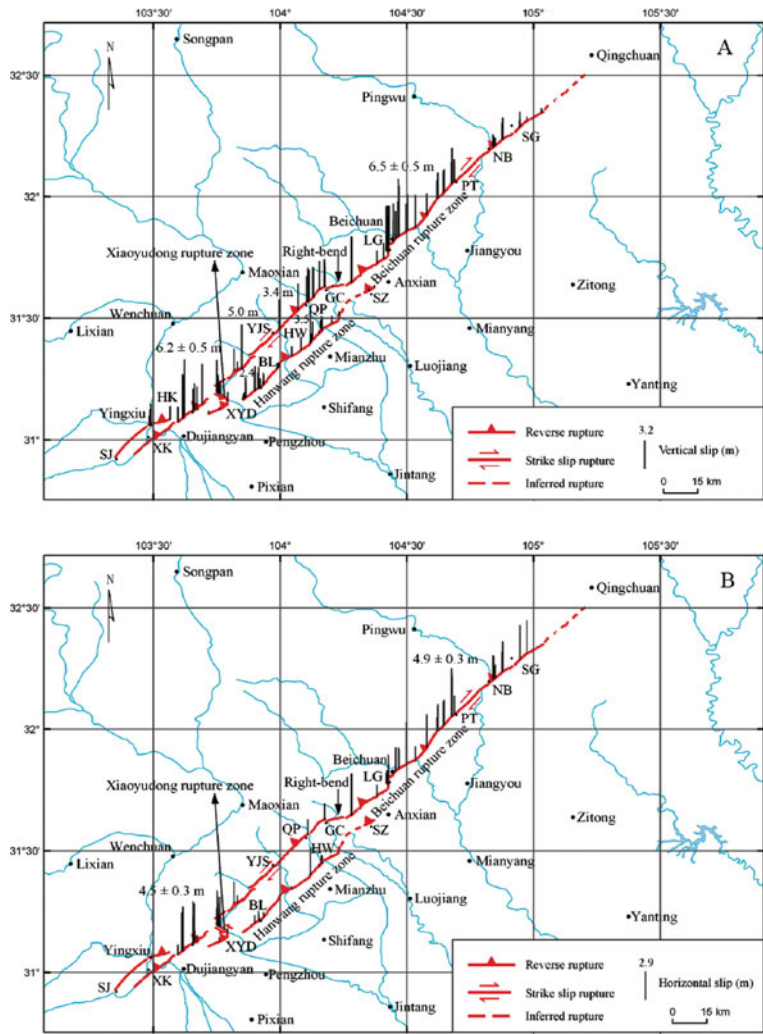 103°30'
104°
104°30'
105°
105°30'
A
Songpan
N
Qingchuan
32°30'
Pingwu
SG
NB
6.5 ± 0.5 m
PT
32°
Beichuan
LG
Beichuan rupture zone
Right-bend
Jiangyou
Xiaoyudong rupture zone
Maoxian
Anxian
GC
SZ
Zitong
3.4 m
QP
Wenchuan
5.0 m
YJS
3.5
HW
31°30'
Lixian
Mianyang
6.2 ± 0.5 m
BL
2.4
Hanwang rupture zone
Mianzhu
Luojiang
HK
Yanting
Yingxiu
XYD
Shifang
31°
SJ
XK
Dujiangyan
Pengzhou
Jintang
Pixian
Reverse rupture
Strike slip rupture
Inferred rupture
3.2
Vertical slip (m)
0 15 km
103°30'
104°
104°30'
105°
105°30'
B
Songpan
N
Qingchuan
32°30'
Pingwu
4.9 ± 0.3 m
SG
NB
PT
32°
Beichuan
LG
Beichuan rupture zone
Right-bend
Jiangyou
Xiaoyudong rupture zone
Maoxian
Anxian
QP
GC
SZ
Zitong
HW
Wenchuan
YJS
31°30'
Lixian
Mianyang
4.5 ± 0.3 m
BL
Hanwang rupture zone
Mianzhu
Luojiang
Yanting
Yingxiu
XYD
Shifang
31°
SJ
XK
Dujiangyan
Pengzhou
Jintang
Pixian
Reverse rupture
Strike slip rupture
Inferred rupture
2.9
Horizontal slip (m)
0 15 km